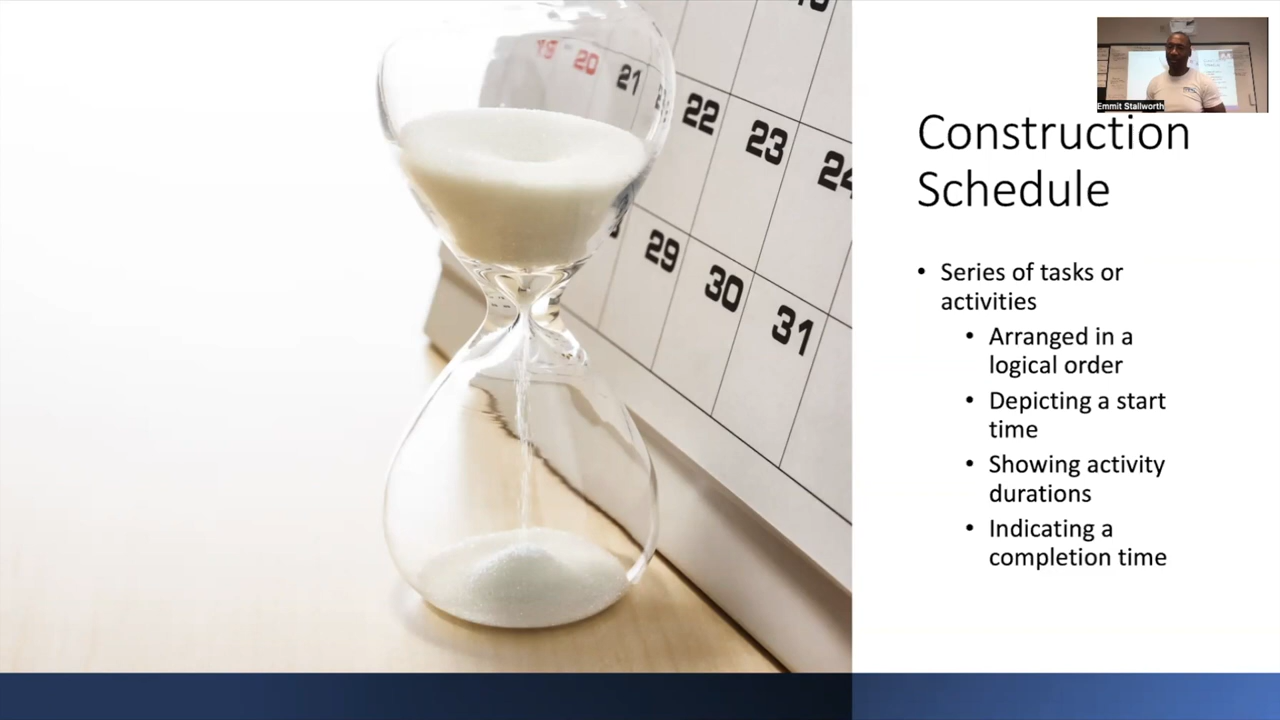 19 20 21
22 23 24
29 30 31
Emmit Stallworth
Construction
Schedule
• Series of tasks or
activities
• Arranged in a
logical order
• Depicting a start
time
• Showing activity
durations
• Indicating a
completion time